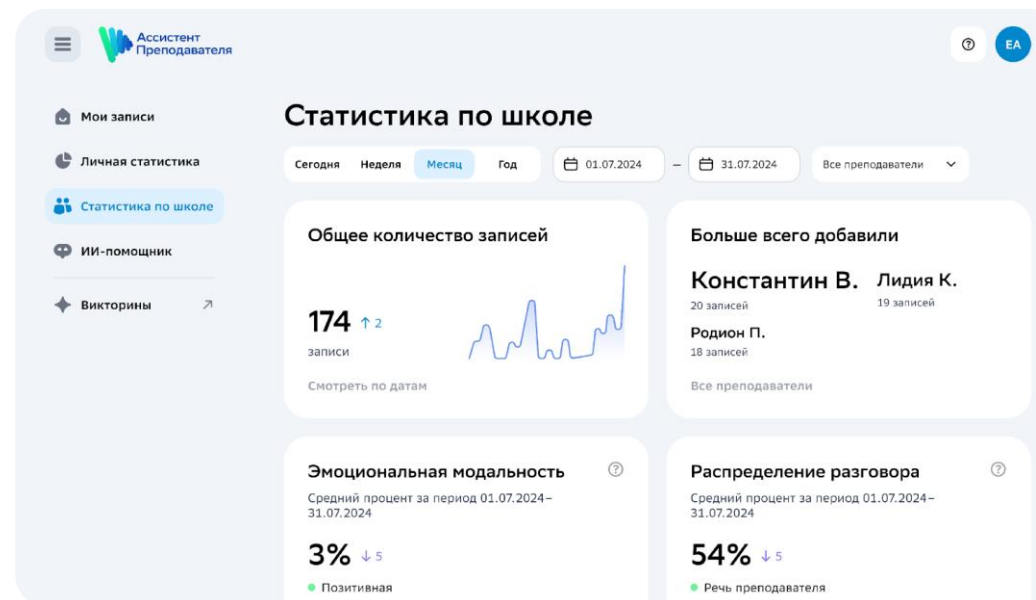 Ассистент
Преподавателя
EA
Мои записи
Личная статистика
Статистика по школе
ИИ-помощник
Викторины
Статистика по школе
Сегодня Неделя Месяц Год 01.07.2024 – 31.07.2024 Все преподаватели
Общее количество записей
174 ↑ 2
записи
Смотреть по датам
Больше всего добавили
Константин В. Лидия К.
20 записей 19 записей
Родион П.
18 записей
Все преподаватели
Эмоциональная модальность
Средний процент за период 01.07.2024–
31.07.2024
3% ↓ 5
Позитивная
Распределение разговора
Средний процент за период 01.07.2024–
31.07.2024
54% ↓ 5
Речь преподавателя